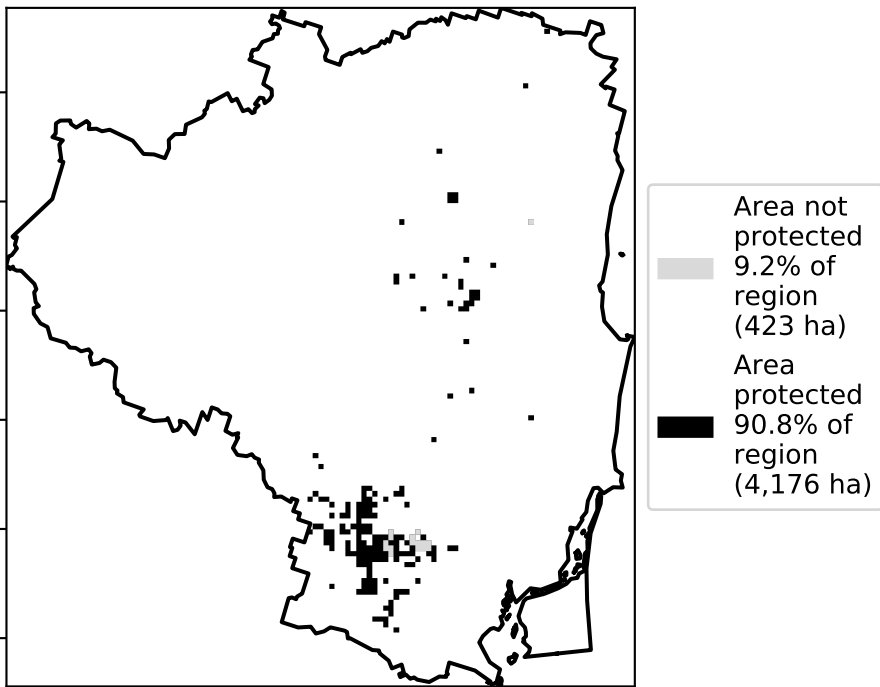 Area not
protected
9.2% of
region
(423 ha)
Area
protected
90.8% of
region
(4,176 ha)